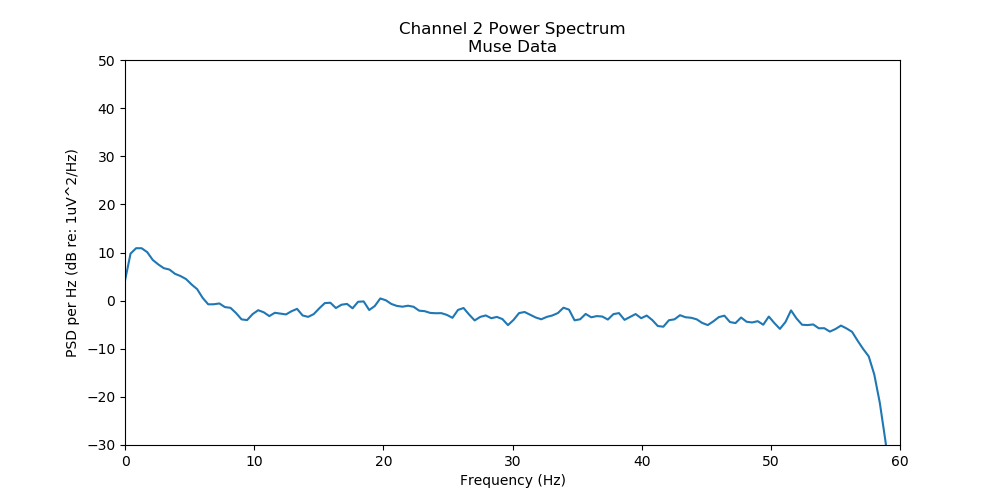 Channel 2 Power Spectrum
Muse Data
50
40
30
20
10
0
−10
−20
−30
PSD per Hz (dB re: 1uV^2/Hz)
0 10 20 30 40 50 60
Frequency (Hz)